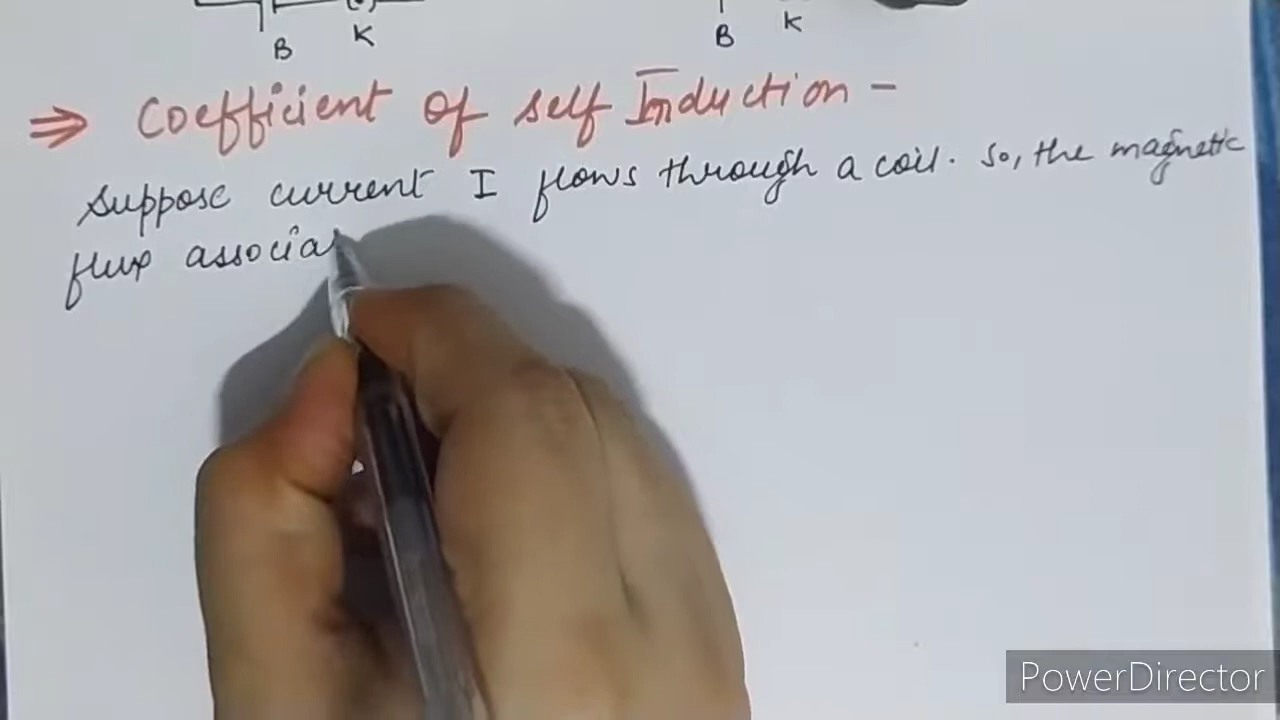 B K B K
⇒ Coefficient of self Induction -
Suppose current I flows through a coil. So, the magnetic
flux associa
PowerDirector